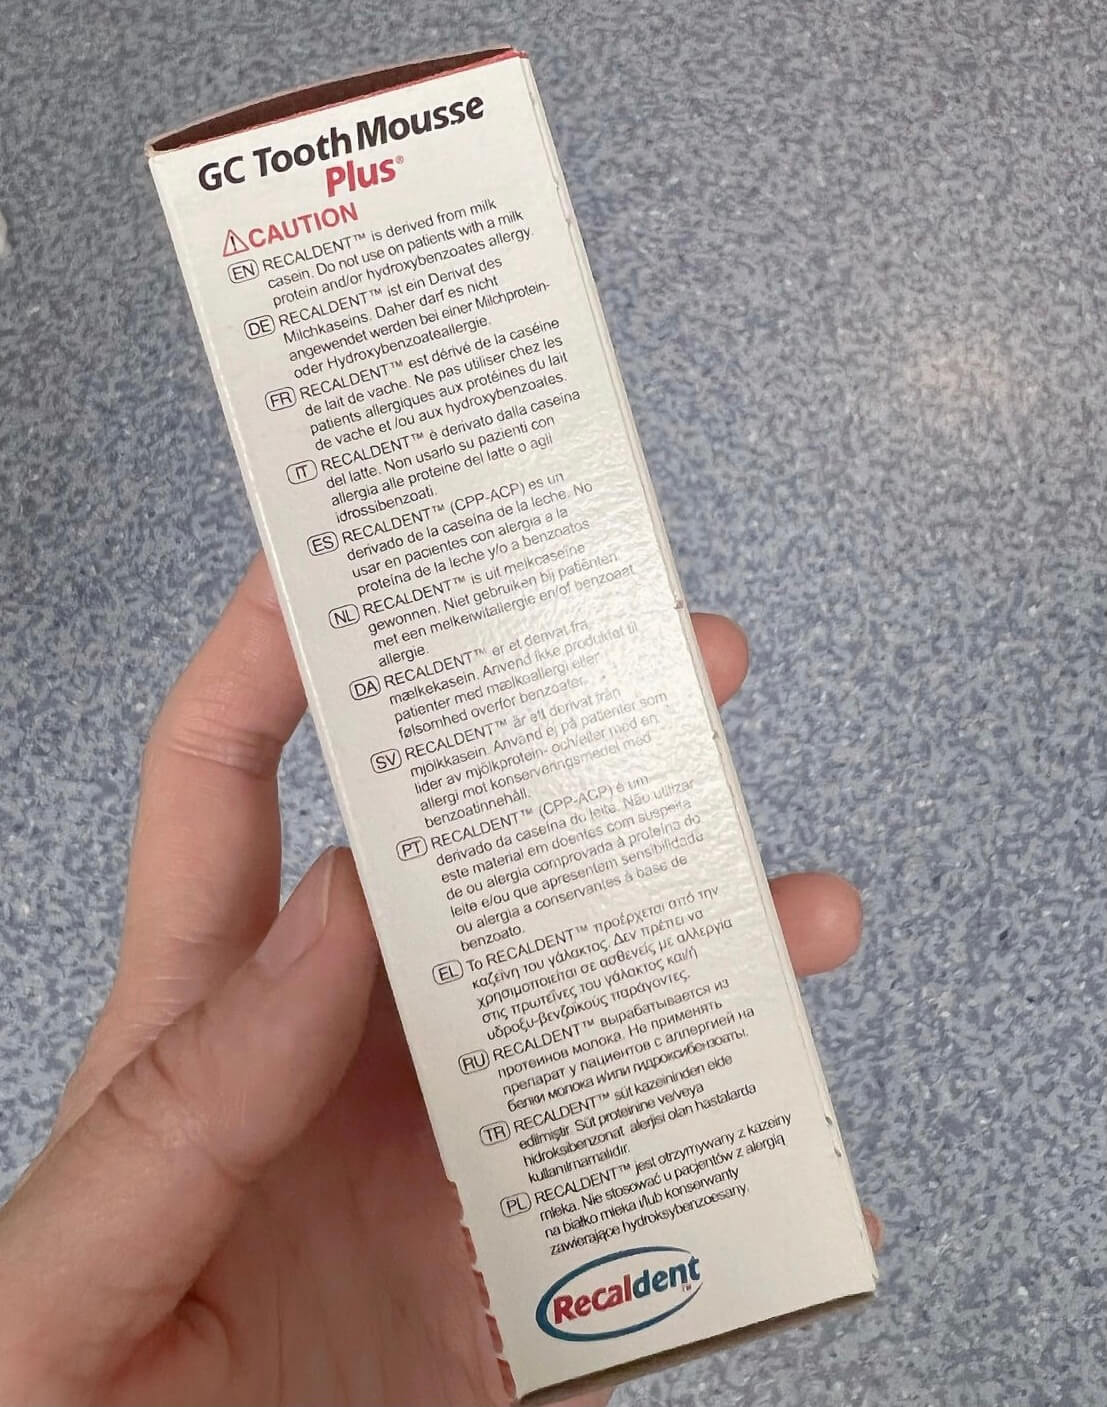 GC Tooth Mousse
Plus®
CAUTION
EN RECALDENT™ is derived from milk
casein. Do not use on patients with a milk
protein and/or hydroxybenzoates allergy.
DE RECALDENT™ ist ein Derivat des
Milchkaseins. Daher darf es nicht
angewendet werden bei einer Milchprotein-
oder Hydroxybenzoateallergie.
FR RECALDENT™ est dérivé de la caséine
de lait de vache. Ne pas utiliser chez les
patients allergiques aux protéines du lait
de vache et /ou aux hydroxybenzoales.
IT RECALDENT™ è derivato dalla caseina
del latte. Non usarlo su pazienti con
allergia alle proteine del latte o agli
idrossibenzoati.
ES RECALDENT™ (CPP-ACP) es un
derivado de la caseína de la leche. No
usar en pacientes con alergia a la
proteína de la leche y/o a benzoatos
NL RECALDENT™ is uit melkcaseïne
gewonnen. Niet gebruiken bij patiënten
met een melkeiwitallergie en/of benzoaat
allergie.
DA RECALDENT™ er et derivat fra
mælkekasein. Anvend ikke produktet til
patienter med mælkeallergi eller
følsomhed overfor benzoater.
SV RECALDENT™ är ett derivat från
mjölkkasein. Använd ej på patienter som
lider av mjölkprotein- och/eller med en
allergi mot konserveringsmedel med
benzoatinnehåll.
PT RECALDENT™ (CPP-ACP) é um
derivado da caseína do leite. Não utilizar
este material em doentes com suspeita
de ou alergia comprovada à proteína do
leite e/ou que apresentem sensibilidade
ou alergia a conservantes à base de
benzoato.
EL Το RECALDENT™ προέρχεται από την
καζεΐνη του γάλακτος. Δεν πρέπει να
χρησιμοποιείται σε ασθενείς με αλλεργία
στις πρωτεΐνες του γάλακτος και/ή
υδροξυ-βενζοϊκούς παράγοντες.
RU RECALDENT™ вырабатывается из
протеинов молока. Не применять
препарат у пациентов с аллергией на
белки молока и/или гидроксибензоаты.
TR RECALDENT™ süt kazeininden elde
edilmiştir. Süt proteinine ve/veya
hidroksibenzonat alerjisi olan hastalarda
kullanılmamalıdır.
PL RECALDENT™ jest otrzymywany z kazeiny
mleka. Nie stosować u pacjentów z alergią
na białko mleka i/lub konserwanty
zawierające hydroksybenzoesany.
Recaldent™